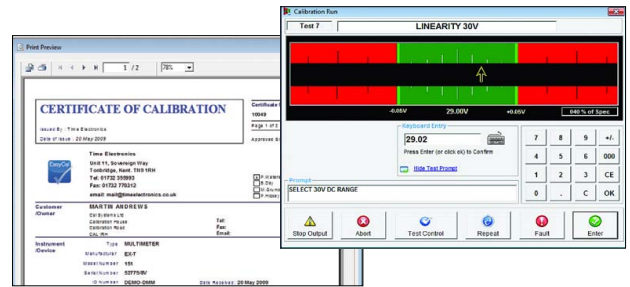 Calibration Run
Test 7
LINEARITY 30V
-0.05V
29.00V
+0.05V
040 % of Spec
Keyboard Entry
29.02
Press Enter (or click ok) to Confirm
Hide Test Prompt
Prompt
SELECT 30V DC RANGE
7 8 9 +/-
4 5 6 000
1 2 3 CE
0 . C OK
Stop Output
Abort
Test Control
Repeat
Fault
Enter
Print Preview
1 / 2
70%
CERTIFICATE OF CALIBRATION
Issued By: Time Electronics
Date of Issue: 20 May 2009
Certificate
10049
Page 1 of 2
Approved
EasyCal
Time Electronics
Unit 11, Sovereign Way
Tonbridge, Kent. TN9 1RH
Tel: 01732 355993
Fax: 01732 770312
email: mail@timeelectronics.co.uk
Customer
/Owner
MARTIN ANDREWS
Cal Systems Ltd
Calibration House
Calibration Road
Tel:
Fax:
Email:
Instrument
/Device
Type MULTIMETER
Manufacturer EX-7
Model Number 191
Serial Number 52779/8V
ID Number DEMO-DMM
Date Received: 20 May 2009